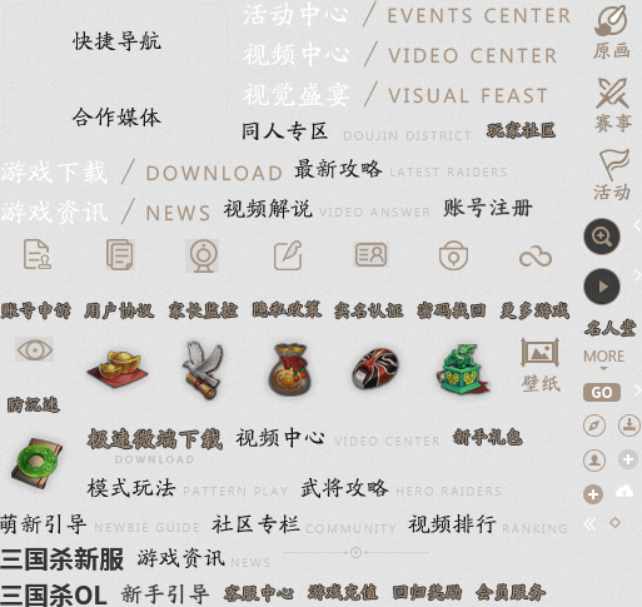 活动中心 / EVENTS CENTER
原画
快捷导航
视频中心 / VIDEO CENTER
视觉盛宴 / VISUAL FEAST
赛事
合作媒体
同人专区 DOUJIN DISTRICT 玩家社区
游戏下载 / DOWNLOAD 最新攻略 LATEST RAIDERS
活动
游戏资讯 / NEWS 视频解说 VIDEO ANSWER 账号注册
账号申诉 用户协议 家长监控 隐私政策 实名认证 密码找回 更多游戏
名人堂
MORE
壁纸
GO
防沉迷
极速微端下载 视频中心 VIDEO CENTER 新手礼包
DOWNLOAD
模式玩法 PATTERN PLAY 武将攻略 HERO RAIDERS
萌新引导 NEWBIE GUIDE 社区专栏 COMMUNITY 视频排行 RANKING
三国杀新服 游戏资讯 NEWS
三国杀OL 新手引导 客服中心 游戏充值 回归奖励 会员服务